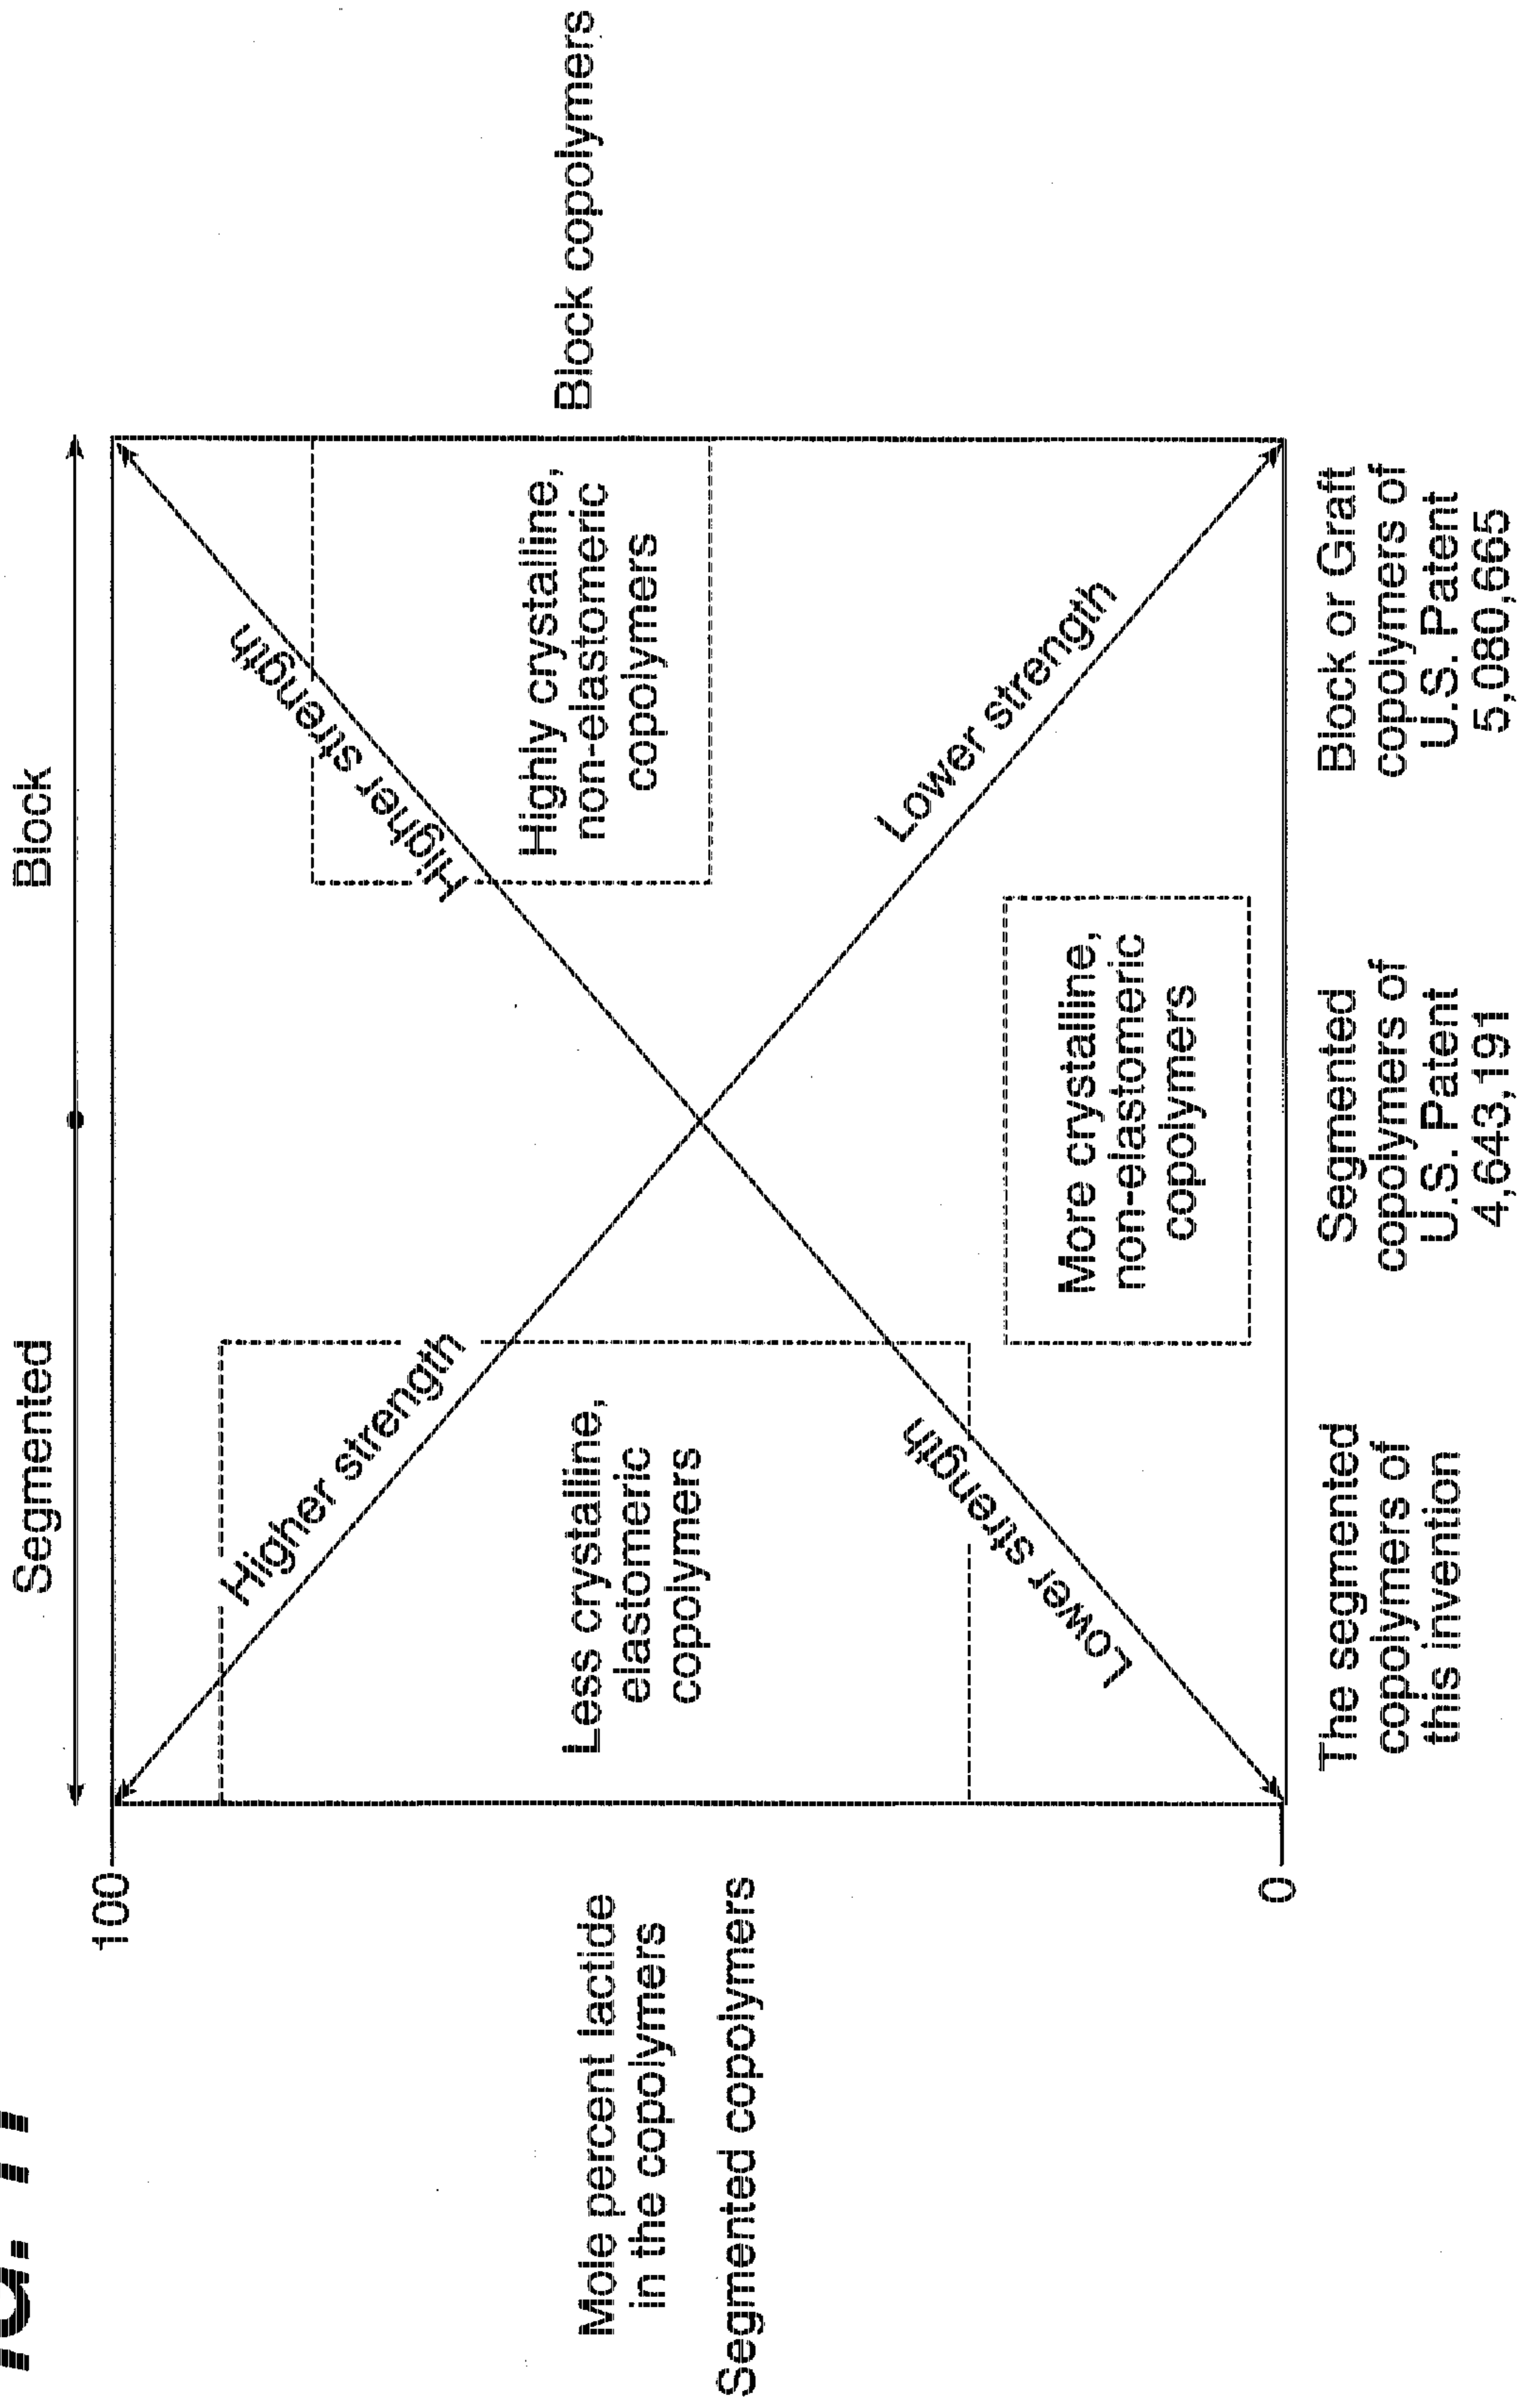 Segmented
Block
100
Higher strength
Higher strength
Mole percent lactide
in the copolymers
Segmented copolymers
Less crystalline,
elastomeric
copolymers
Highly crystalline,
non-elastomeric
copolymers
Block copolymers
Lower strength
Lower strength
More crystalline,
non-elastomeric
copolymers
0
The segmented
copolymers of
this invention
Segmented
copolymers of
U.S. Patent
4,643,191
Block or Graft
copolymers of
U.S. Patent
5,080,665